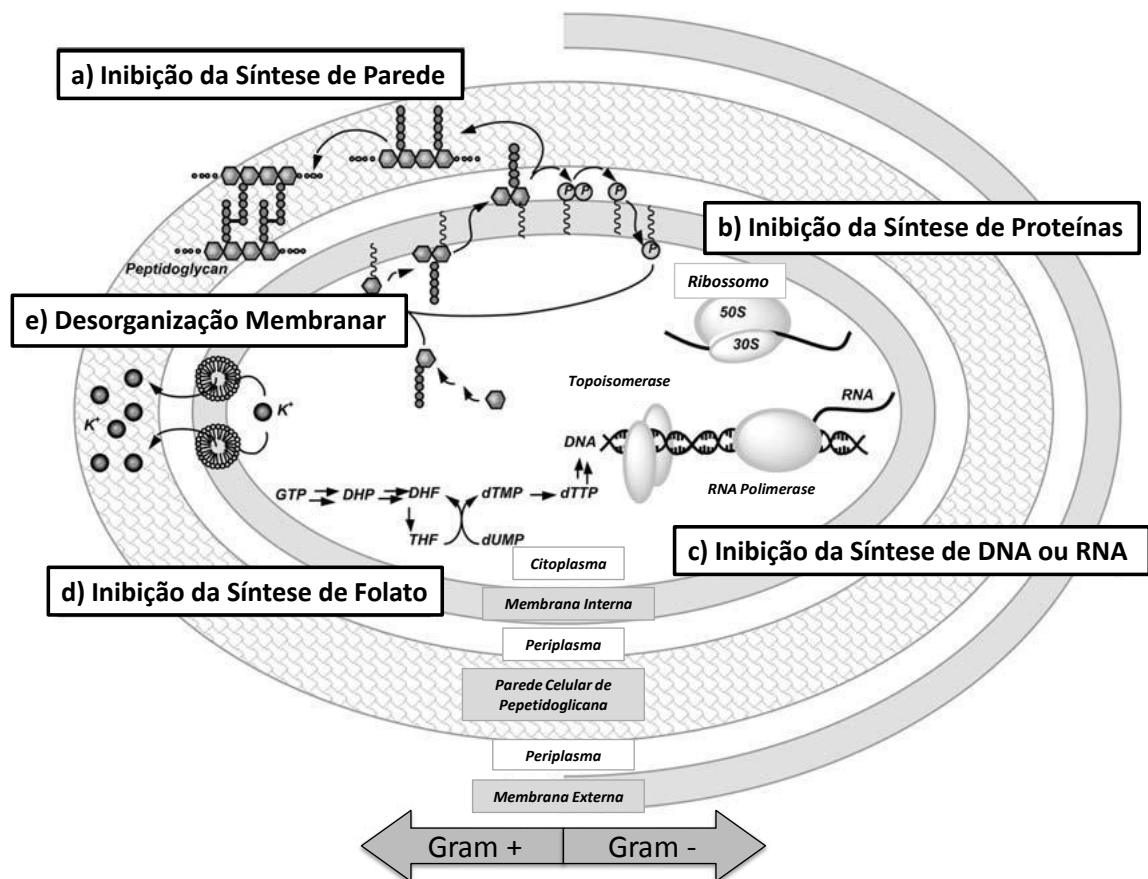 a) Inibição da Síntese de Parede
P
P
P
b) Inibição da Síntese de Proteínas
P
Peptidoglycan
Ribossomo
50S
30S
e) Desorganização Membranar
Topoisomerase
RNA
K+
K+
DNA
RNA Polimerase
GTP DHP DHF dTMP dTTP
THF dUMP
c) Inibição da Síntese de DNA ou RNA
Citoplasma
d) Inibição da Síntese de Folato
Membrana Interna
Periplasma
Parede Celular de
Pepetidoglicana
Periplasma
Membrana Externa
Gram + Gram -